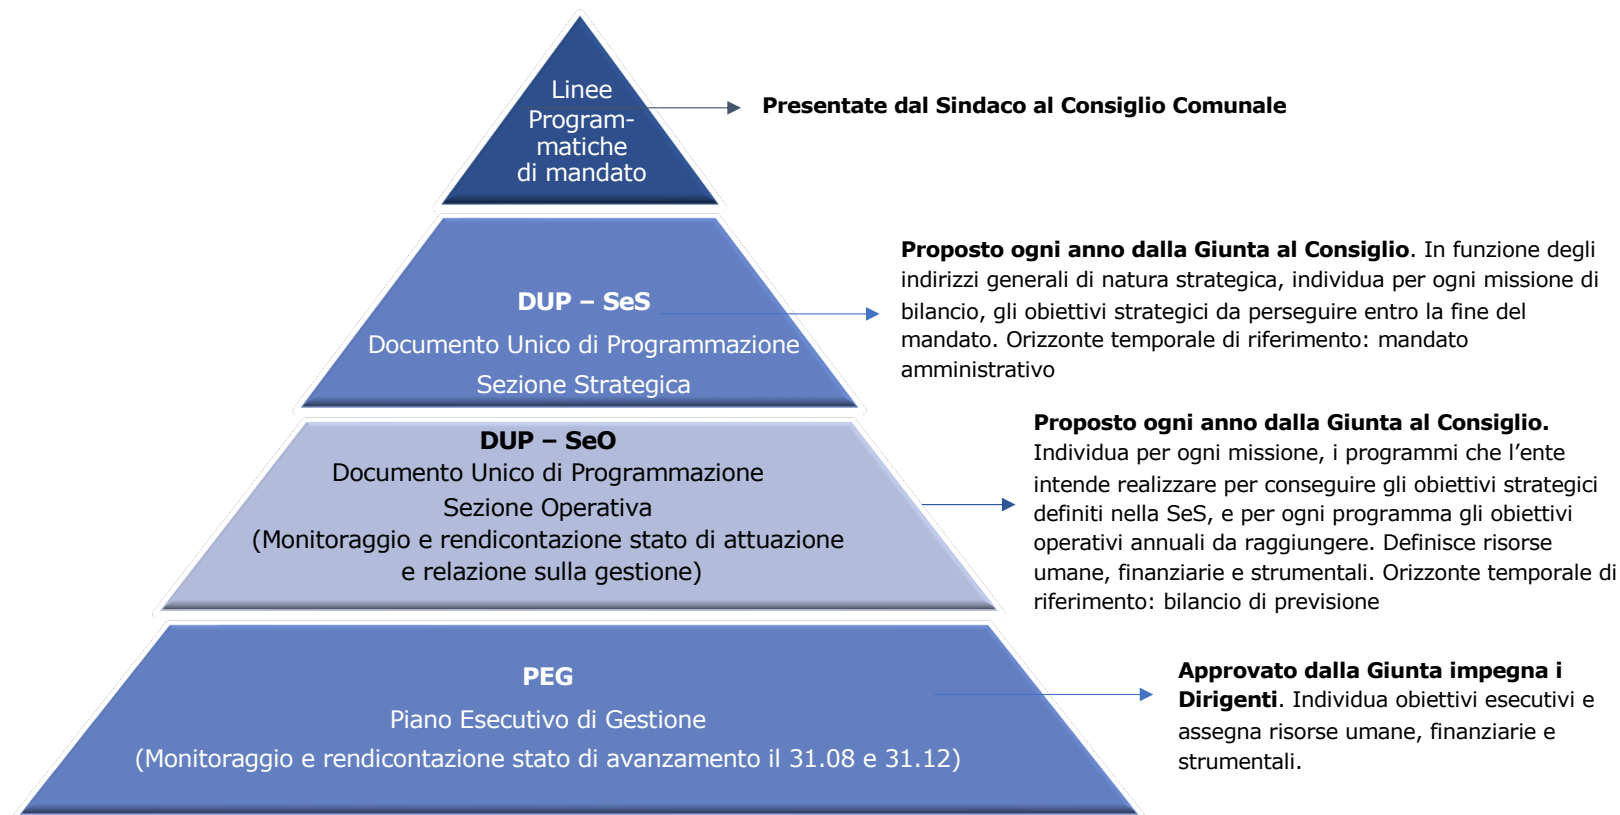 Linee
Program-
matiche
di mandato
Presentate dal Sindaco al Consiglio Comunale
DUP – SeS
Documento Unico di Programmazione
Sezione Strategica
Proposto ogni anno dalla Giunta al Consiglio. In funzione degli
indirizzi generali di natura strategica, individua per ogni missione di
bilancio, gli obiettivi strategici da perseguire entro la fine del
mandato. Orizzonte temporale di riferimento: mandato
amministrativo
DUP – SeO
Documento Unico di Programmazione
Sezione Operativa
(Monitoraggio e rendicontazione stato di attuazione
e relazione sulla gestione)
Proposto ogni anno dalla Giunta al Consiglio.
Individua per ogni missione, i programmi che l’ente
intende realizzare per conseguire gli obiettivi strategici
definiti nella SeS, e per ogni programma gli obiettivi
operativi annuali da raggiungere. Definisce risorse
umane, finanziarie e strumentali. Orizzonte temporale di
riferimento: bilancio di previsione
PEG
Piano Esecutivo di Gestione
(Monitoraggio e rendicontazione stato di avanzamento il 31.08 e 31.12)
Approvato dalla Giunta impegna i
Dirigenti. Individua obiettivi esecutivi e
assegna risorse umane, finanziarie e
strumentali.